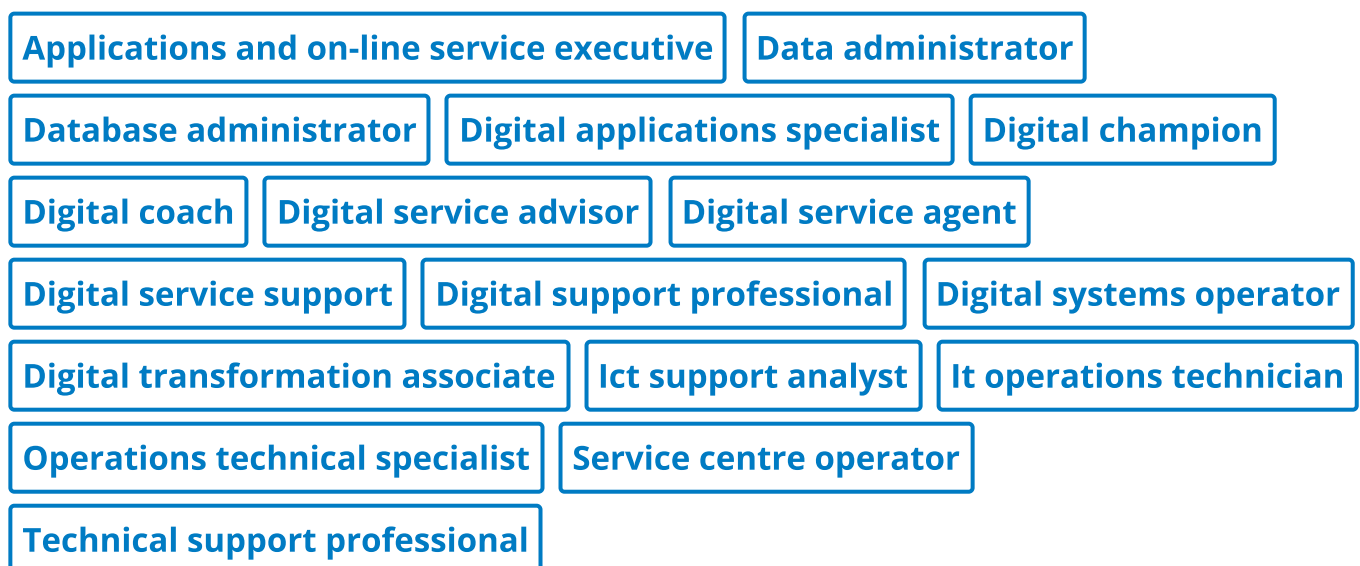 Applications and on-line service executive Data administrator
Database administrator Digital applications specialist Digital champion
Digital coach Digital service advisor Digital service agent
Digital service support Digital support professional Digital systems operator
Digital transformation associate Ict support analyst It operations technician
Operations technical specialist Service centre operator
Technical support professional